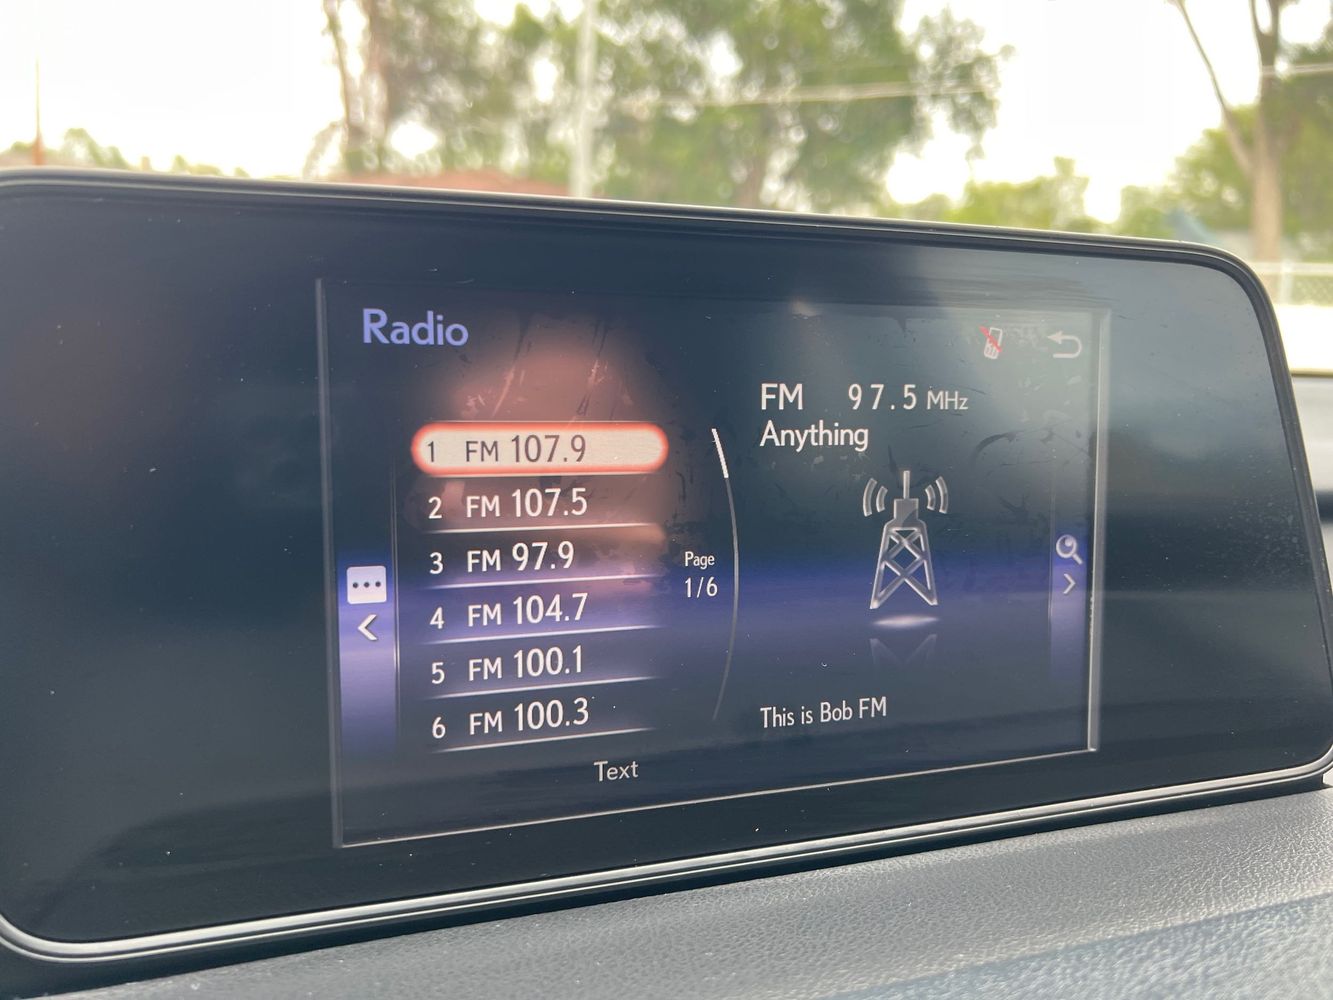 Radio
1 FM 107.9
2 FM 107.5
3 FM 97.9
4 FM 104.7
5 FM 100.1
6 FM 100.3
Page
1/6
Text
FM 97.5 MHz
Anything
This is Bob FM